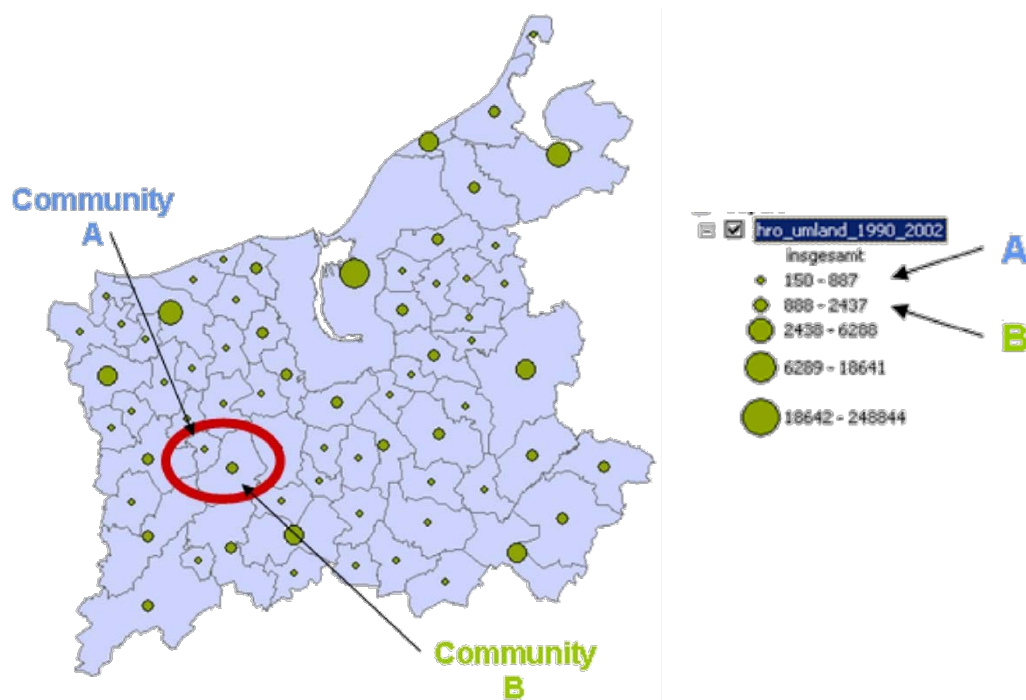 Community
A
hro_umland_1990_2002
insgesamt
150 - 887
888 - 2437
2438 - 6288
6289 - 18641
18642 - 248844
A
B
Community
B